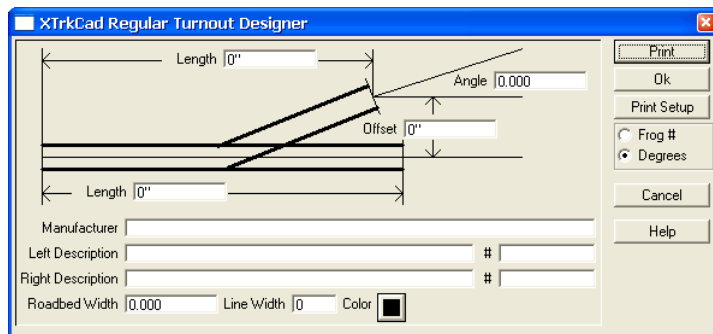 XTrkCad Regular Turnout Designer
Length 0"
Angle 0.000
Offset 0"
Length 0"
Manufacturer
Left Description #
Right Description #
Roadbed Width 0.000 Line Width 0 Color
Print
Ok
Print Setup
Frog #
Degrees
Cancel
Help